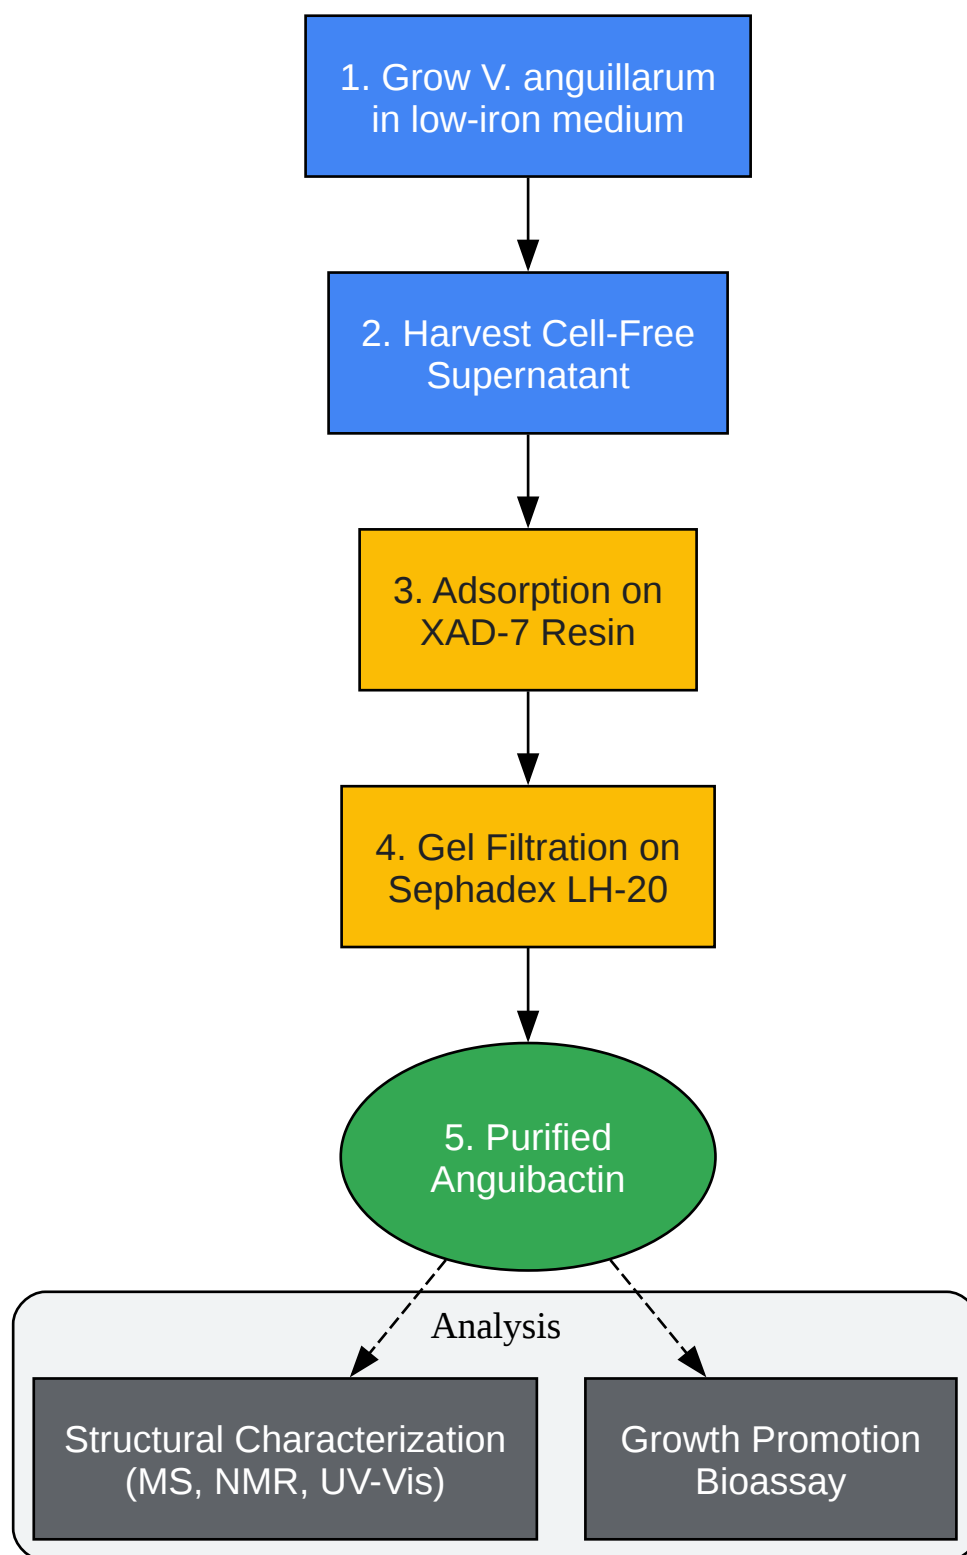 1. Grow V. anguillarum
in low-iron medium
2. Harvest Cell-Free
Supernatant
3. Adsorption on
XAD-7 Resin
4. Gel Filtration on
Sephadex LH-20
5. Purified
Anguibactin
Analysis
Structural Characterization
(MS, NMR, UV-Vis)
Growth Promotion
Bioassay